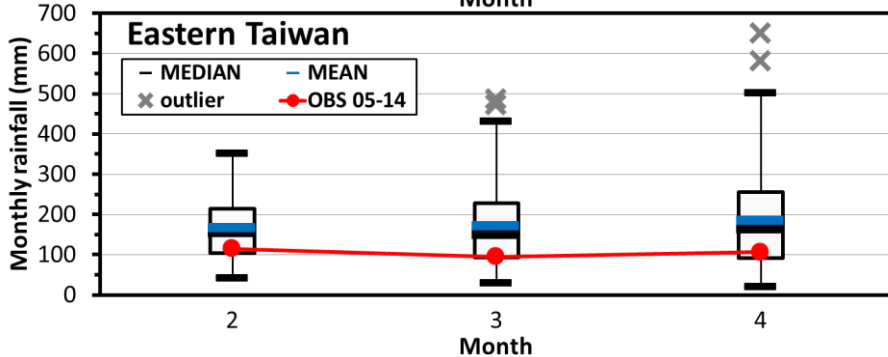 Month
700
600
500
400
300
200
100
0
Monthly rainfall (mm)
Eastern Taiwan
MEDIAN MEAN
outlier OBS 05-14
2 3 4
Month